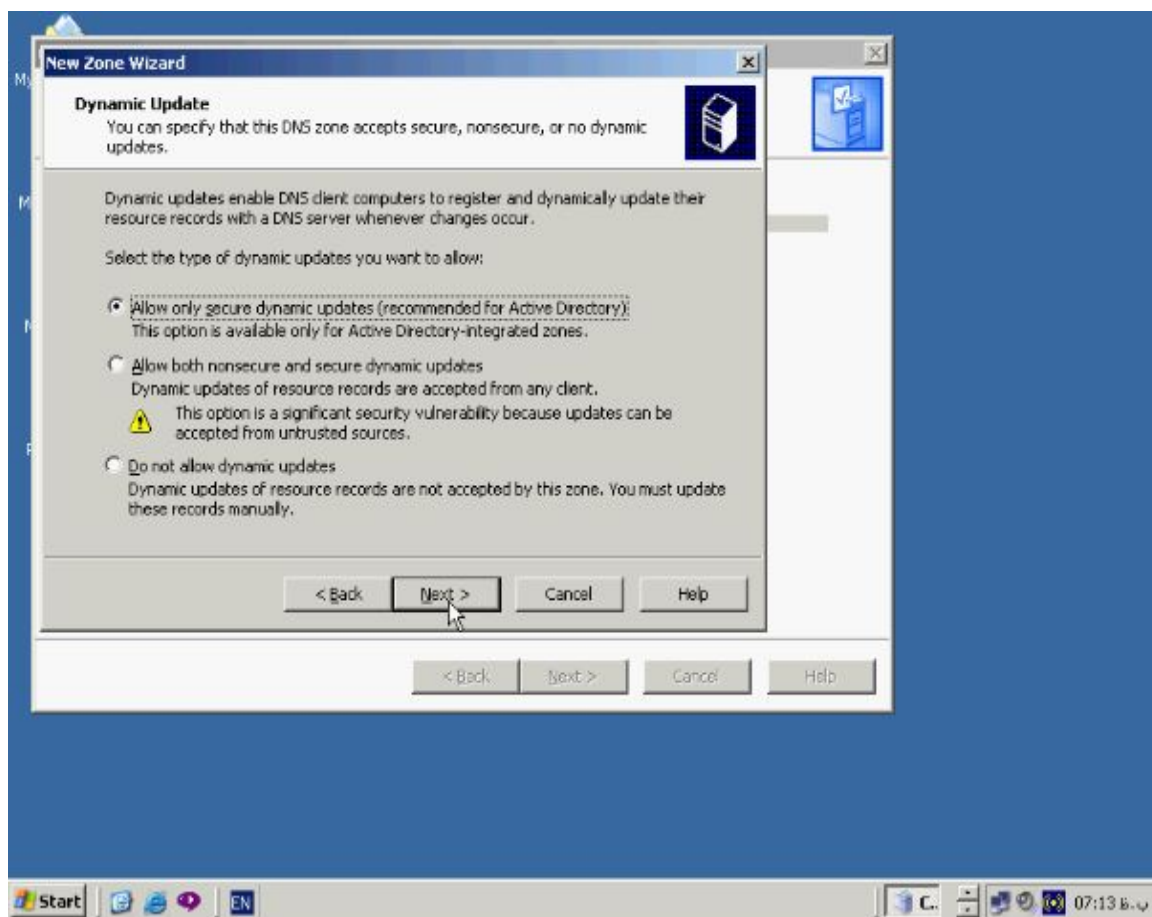 New Zone Wizard
Dynamic Update
You can specify that this DNS zone accepts secure, nonsecure, or no dynamic
updates.
Dynamic updates enable DNS client computers to register and dynamically update their
resource records with a DNS server whenever changes occur.
Select the type of dynamic updates you want to allow:
Allow only secure dynamic updates (recommended for Active Directory)
This option is available only for Active Directory-integrated zones.
Allow both nonsecure and secure dynamic updates
Dynamic updates of resource records are accepted from any client.
This option is a significant security vulnerability because updates can be
accepted from untrusted sources.
Do not allow dynamic updates
Dynamic updates of resource records are not accepted by this zone. You must update
these records manually.
< Back Next > Cancel Help
< Back Next > Cancel Help
Start EN C.. 07:13 ب.ظ